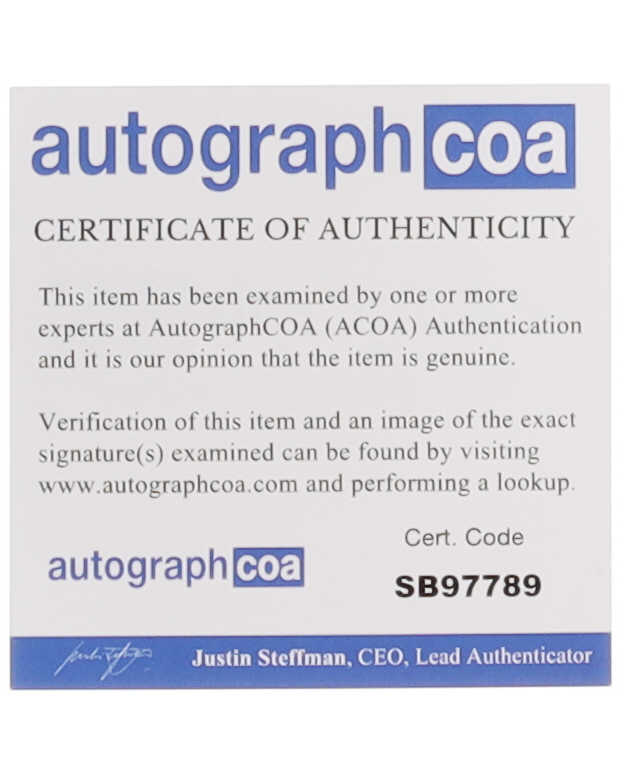 autographcoa
CERTIFICATE OF AUTHENTICITY
This item has been examined by one or more
experts at AutographCOA (ACOA) Authentication
and it is our opinion that the item is genuine.
Verification of this item and an image of the exact
signature(s) examined can be found by visiting
www.autographcoa.com and performing a lookup.
Cert. Code
autographcoa
SB97789
Justin Steffman, CEO, Lead Authenticator